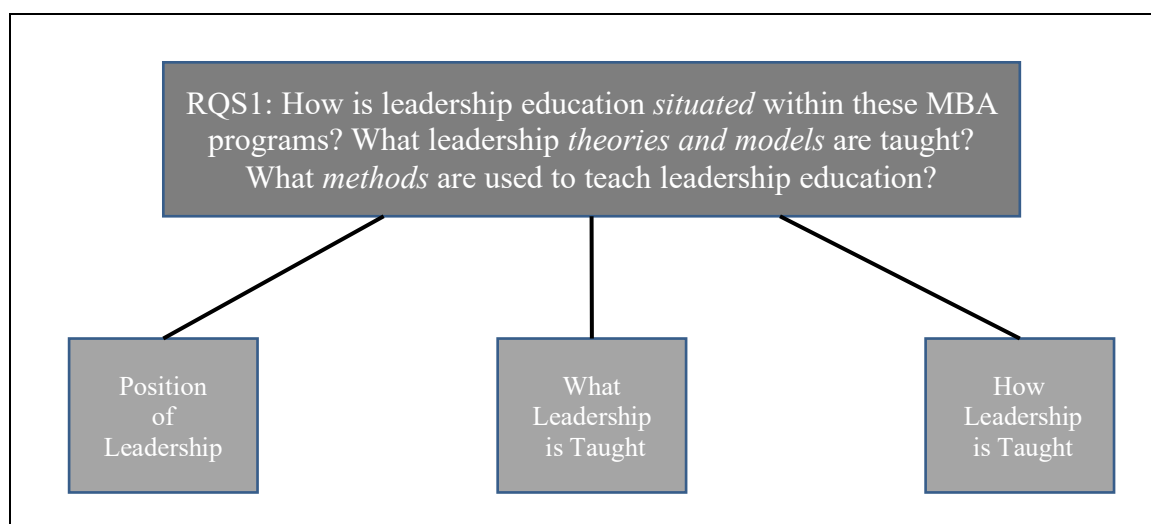 RQS1: How is leadership education situated within these MBA
programs? What leadership theories and models are taught?
What methods are used to teach leadership education?
Position
of
Leadership
What
Leadership
is Taught
How
Leadership
is Taught